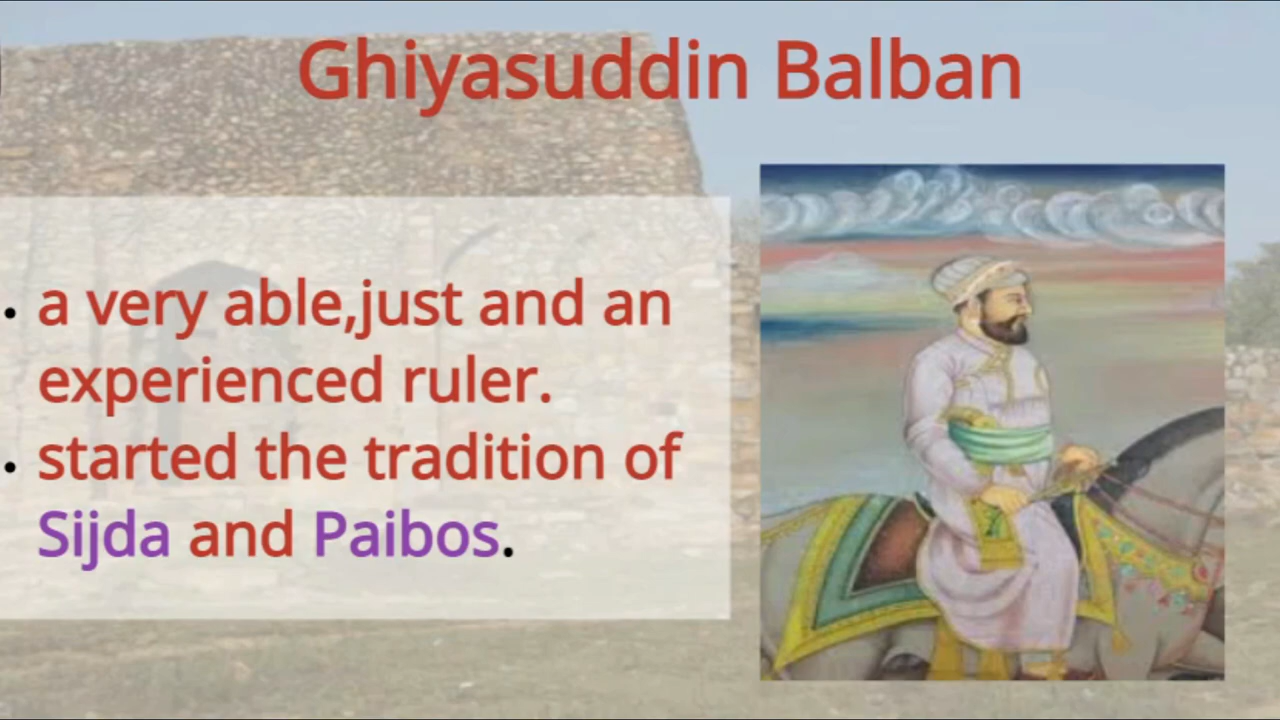 Ghiyasuddin Balban
• a very able,just and an
experienced ruler.
• started the tradition of
Sijda and Paibos.